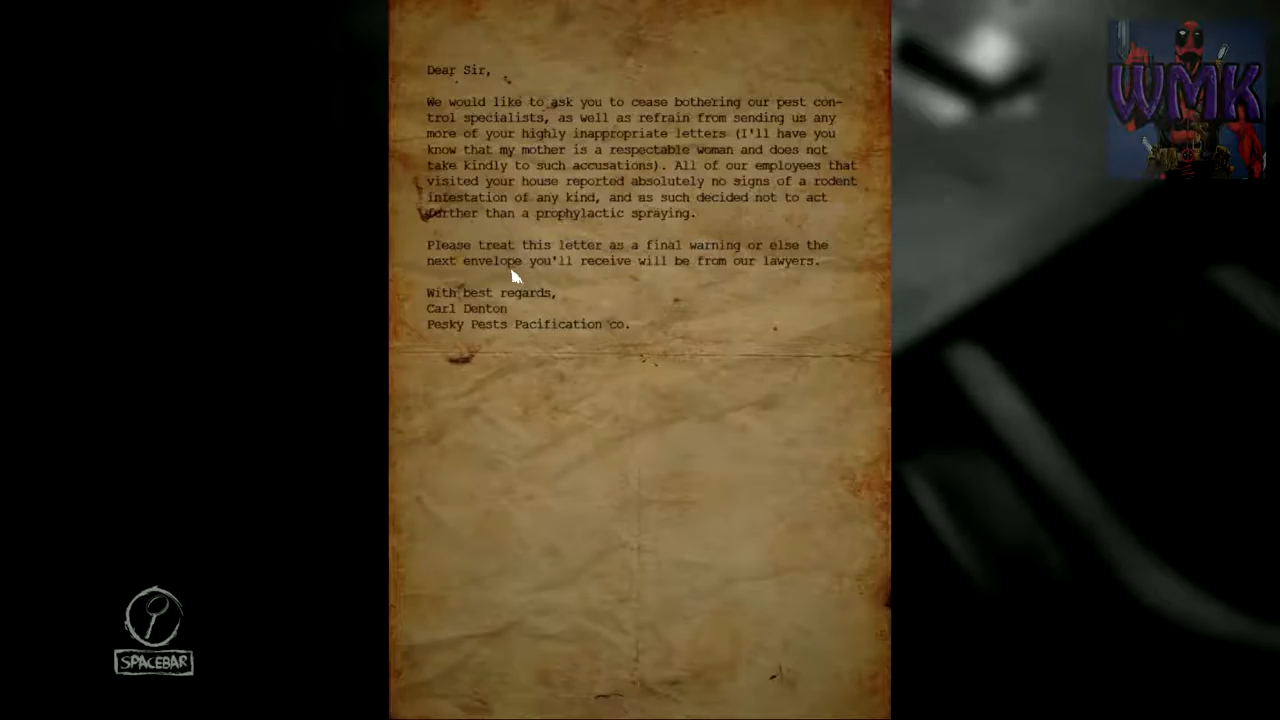 Dear Sir,
We would like to ask you to cease bothering our pest con-
trol specialists, as well as refrain from sending us any
more of your highly inappropriate letters (I'll have you
know that my mother is a respectable woman and does not
take kindly to such accusations). All of our employees that
visited your house reported absolutely no signs of a rodent
infestation of any kind, and as such decided not to act
further than a prophylactic spraying.
Please treat this letter as a final warning or else the
next envelope you'll receive will be from our lawyers.
With best regards,
Carl Denton
Pesky Pests Pacification co.
SPACEBAR
WMK